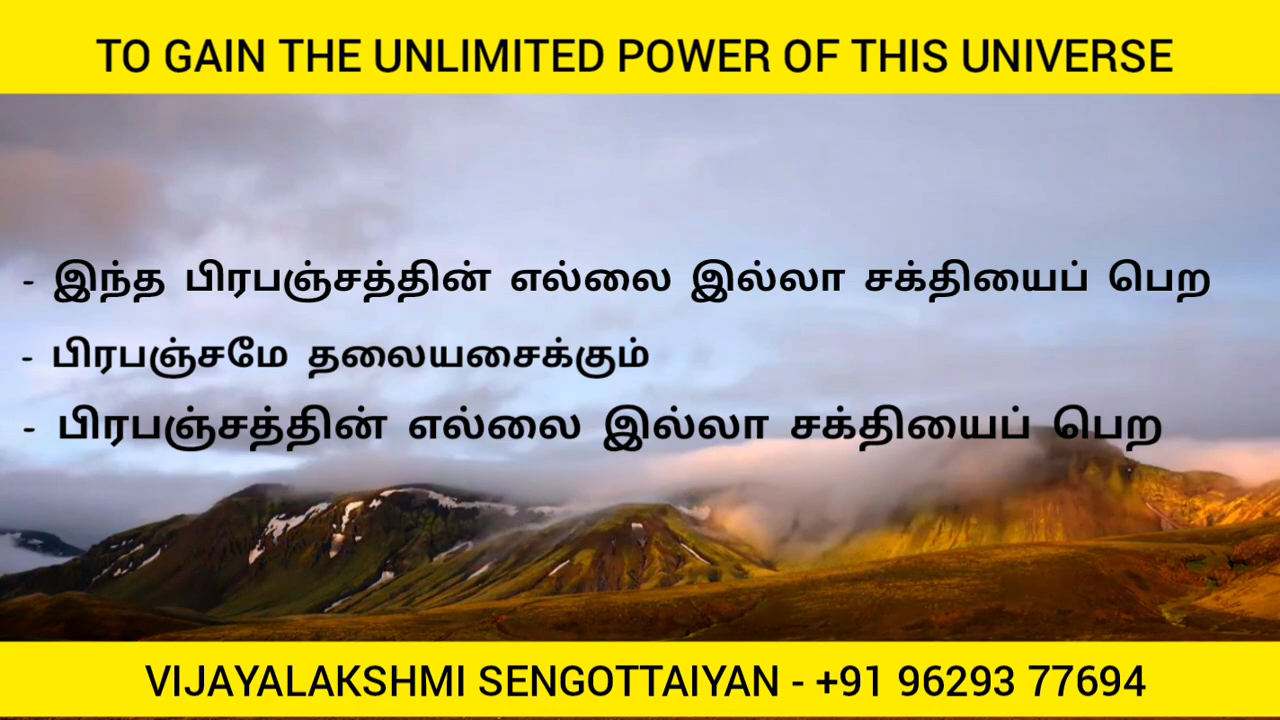 TO GAIN THE UNLIMITED POWER OF THIS UNIVERSE
- இந்த பிரபஞ்சத்தின் எல்லை இல்லா சக்தியைப் பெற
- பிரபஞ்சமே தலையசைக்கும்
- பிரபஞ்சத்தின் எல்லை இல்லா சக்தியைப் பெற
VIJAYALAKSHMI SENGOTTAIYAN - +91 96293 77694